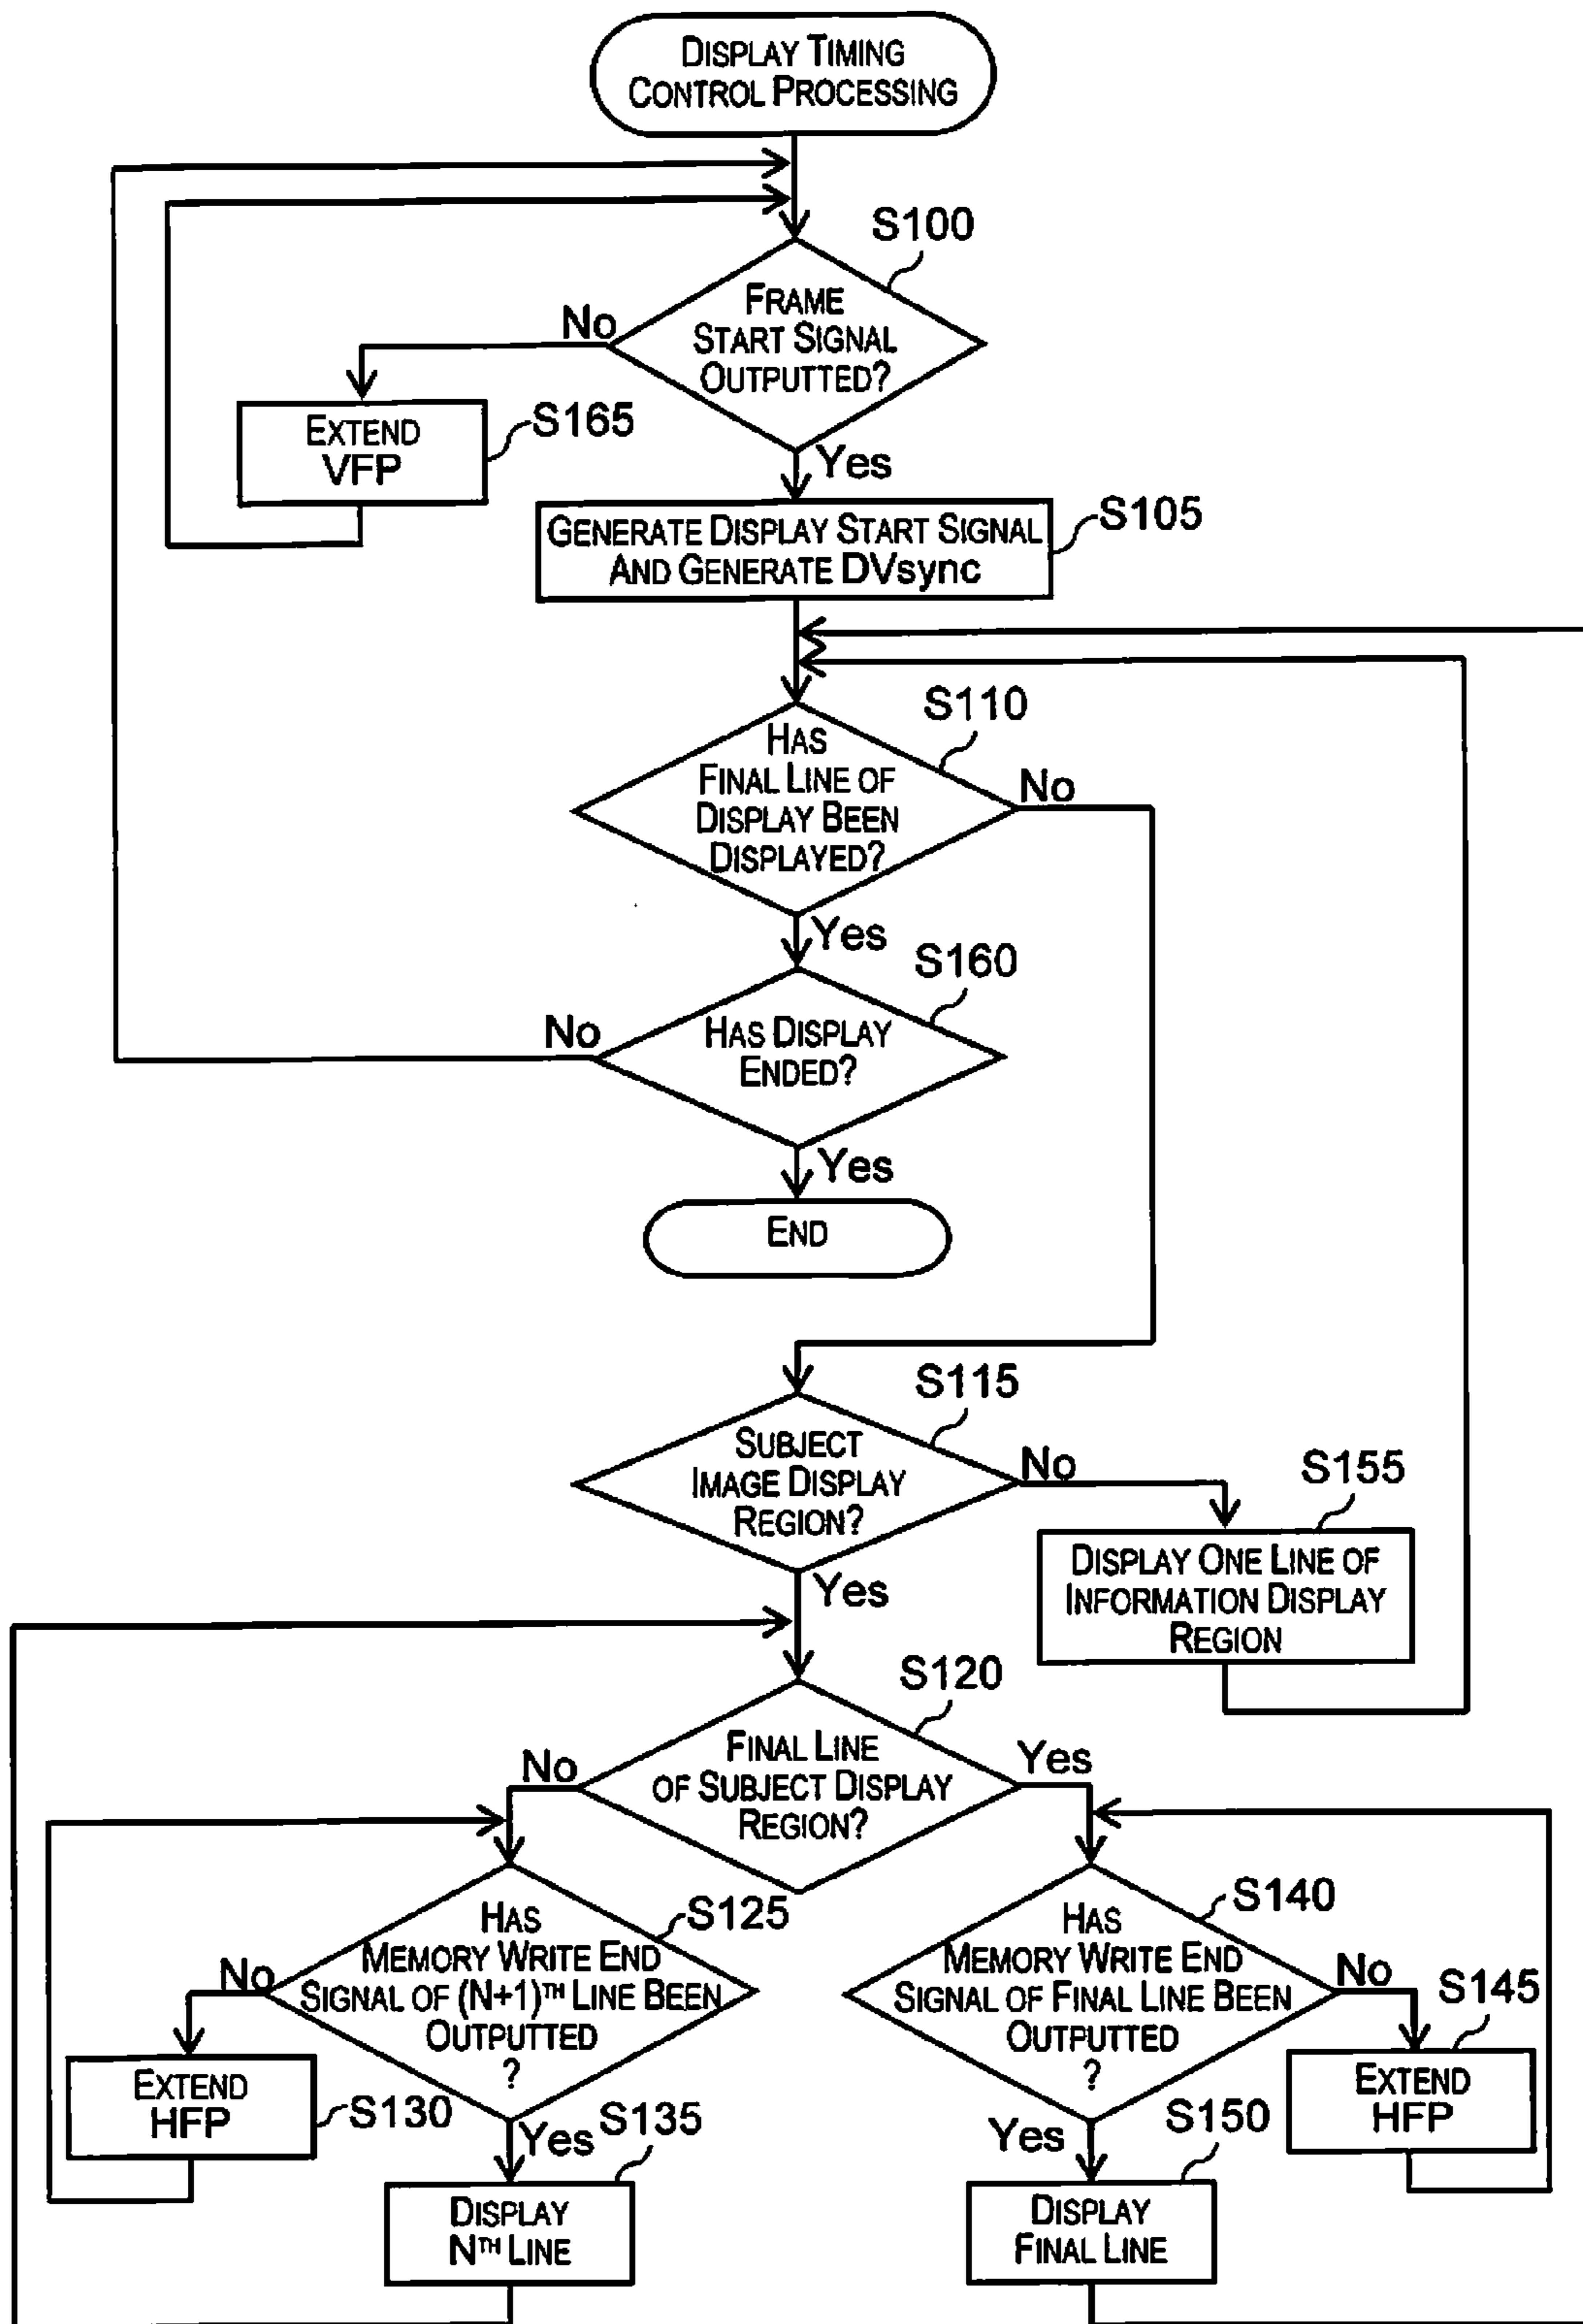 DISPLAY TIMING
CONTROL PROCESSING
S100
FRAME
START SIGNAL
OUTPUTTED?
No
Yes
EXTEND
VFP
S165
GENERATE DISPLAY START SIGNAL
AND GENERATE DVsync
S105
S110
HAS
FINAL LINE OF
DISPLAY BEEN
DISPLAYED?
No
Yes
S160
HAS DISPLAY
ENDED?
No
Yes
END
S115
SUBJECT
IMAGE DISPLAY
REGION?
No
Yes
S155
DISPLAY ONE LINE OF
INFORMATION DISPLAY
REGION
S120
FINAL LINE
OF SUBJECT DISPLAY
REGION?
No
Yes
S125
HAS
MEMORY WRITE END
SIGNAL OF (N+1)TH LINE BEEN
OUTPUTTED
?
No
Yes
EXTEND
HFP
S130
S135
DISPLAY
NTH LINE
S140
HAS
MEMORY WRITE END
SIGNAL OF FINAL LINE BEEN
OUTPUTTED
?
No
Yes
S145
EXTEND
HFP
S150
DISPLAY
FINAL LINE